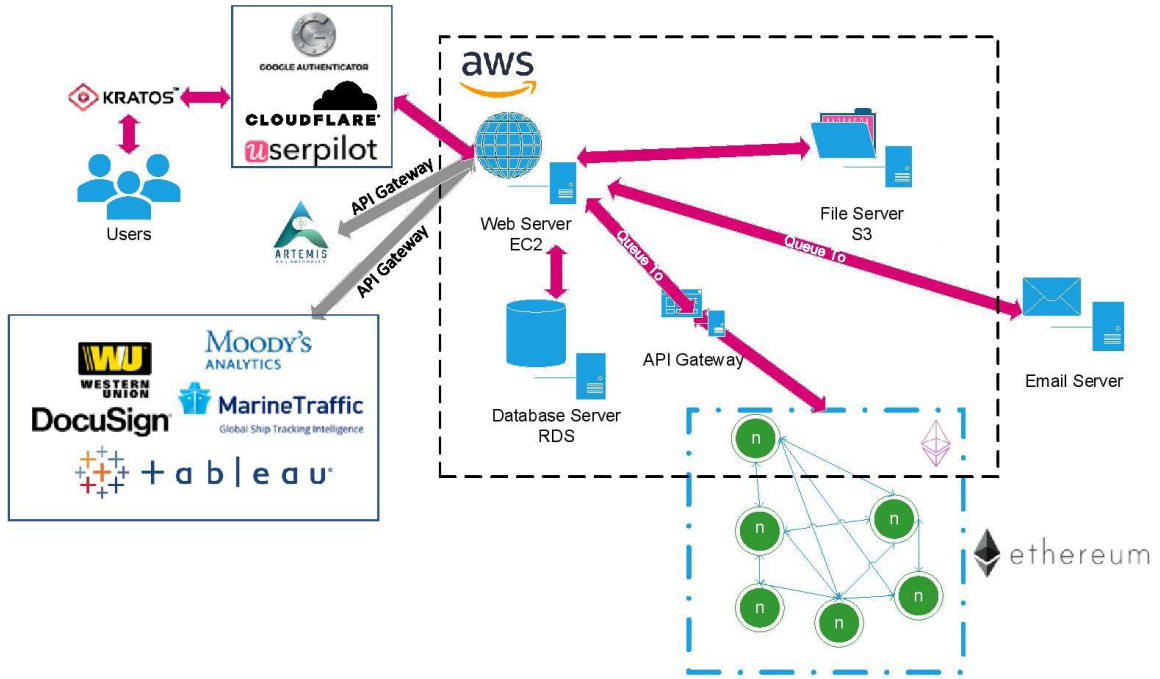 GOOGLE AUTHENTICATOR
CLOUDFLARE®
userpilot
KRATOS™
Users
aws
Web Server
EC2
File Server
S3
API Gateway
API Gateway
ARTEMIS
Queue To
Queue To
API Gateway
Email Server
Database Server
RDS
WU
WESTERN
UNION
MOODY'S
ANALYTICS
DocuSign
MarineTraffic
Global Ship Tracking Intelligence
+ableau®
n
n
n
n
n
n
ethereum